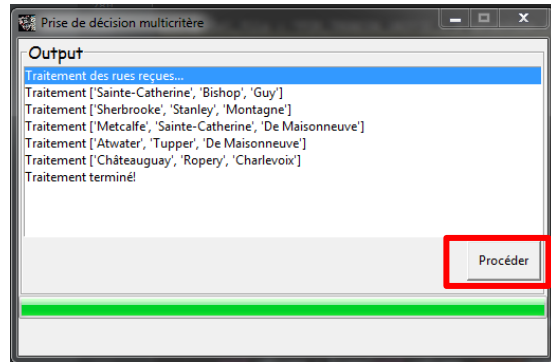 Prise de décision multicritère
Output
Traitement des rues reçues...
Traitement ['Sainte-Catherine', 'Bishop', 'Guy']
Traitement ['Sherbrooke', 'Stanley', 'Montagne']
Traitement ['Metcalfe', 'Sainte-Catherine', 'De Maisonneuve']
Traitement ['Atwater', 'Tupper', 'De Maisonneuve']
Traitement ['Châteauguay', 'Ropery', 'Charlevoix']
Traitement terminé!
Procéder